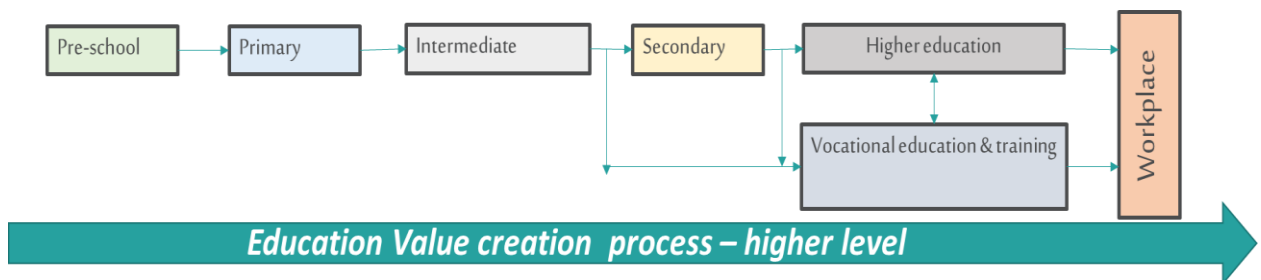 Pre-school
Primary
Intermediate
Secondary
Higher education
Vocational education & training
Workplace
Education Value creation process – higher level